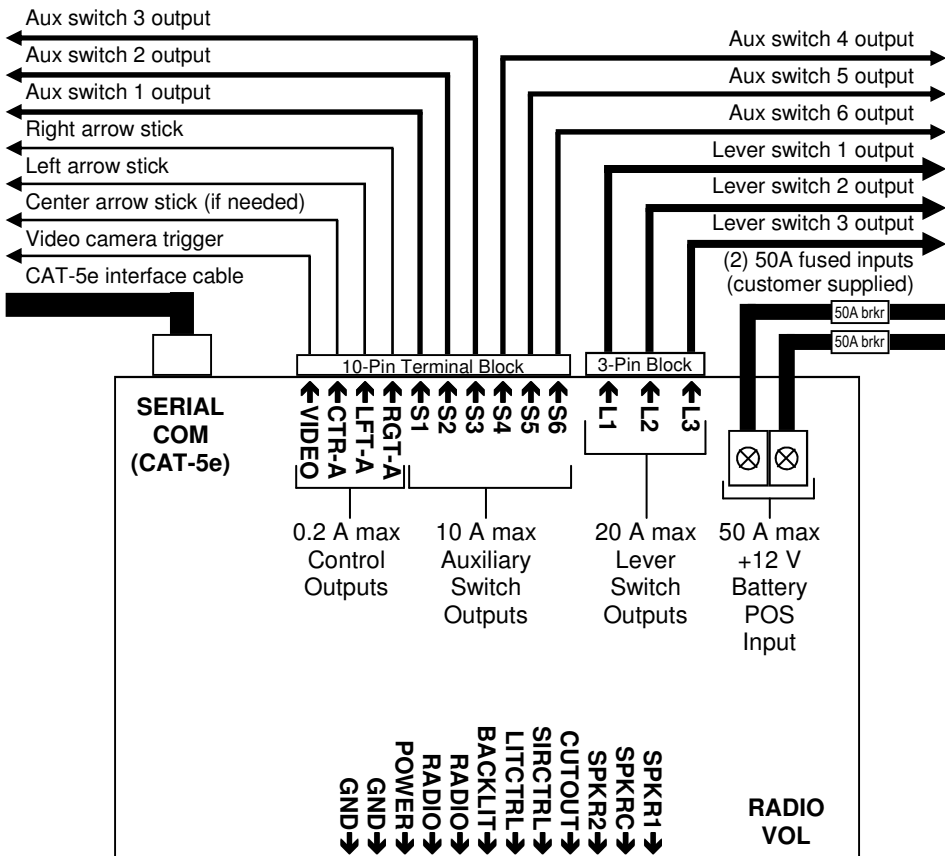 Aux switch 3 output
Aux switch 2 output
Aux switch 1 output
Right arrow stick
Left arrow stick
Center arrow stick (if needed)
Video camera trigger
CAT-5e interface cable
Aux switch 4 output
Aux switch 5 output
Aux switch 6 output
Lever switch 1 output
Lever switch 2 output
Lever switch 3 output
(2) 50A fused inputs
(customer supplied)
50A brkr
50A brkr
10-Pin Terminal Block
3-Pin Block
SERIAL
COM
(CAT-5e)
VIDEO
CTR-A
LFT-A
RGT-A
S1
S2
S3
S4
S5
S6
L1
L2
L3
0.2 A max
Control
Outputs
10 A max
Auxiliary
Switch
Outputs
20 A max
Lever
Switch
Outputs
50 A max
+12 V
Battery
POS
Input
GND
GND
POWER
RADIO
RADIO
BACKLIT
LITCTRL
SIRCTRL
CUTOUT
SPKR2
SPKRC
SPKR1
RADIO
VOL